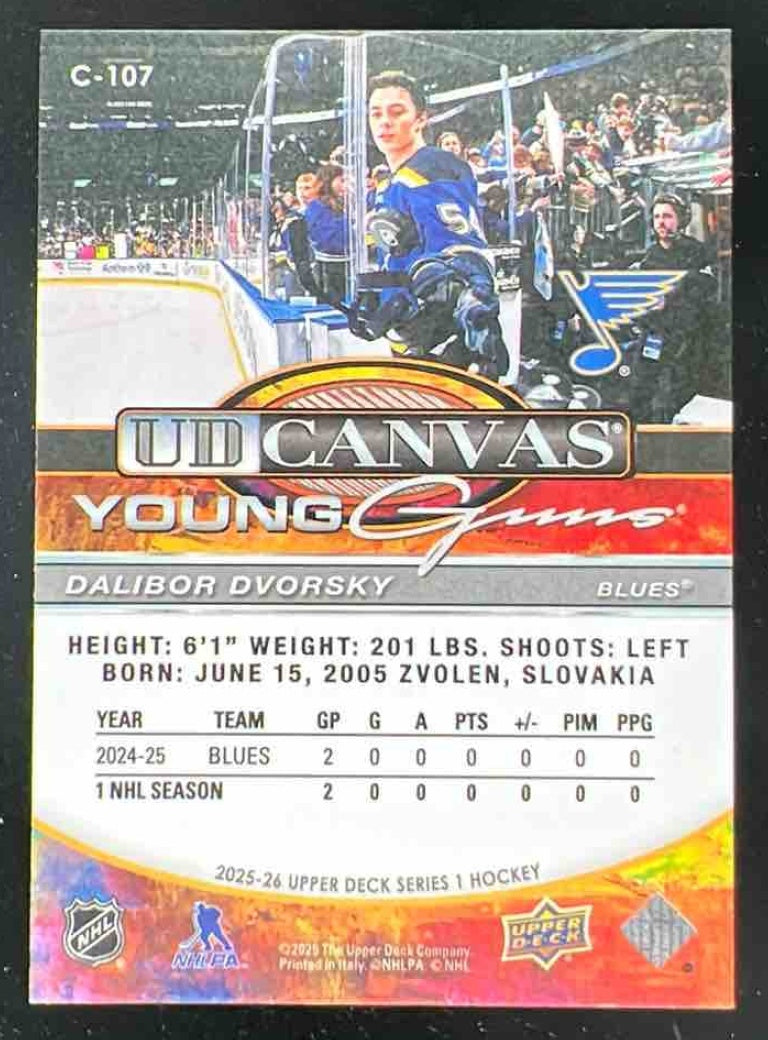 C-107
5
UD CANVAS®
YOUNG Guns®
DALIBOR DVORSKY BLUES®
HEIGHT: 6'1" WEIGHT: 201 LBS. SHOOTS: LEFT
BORN: JUNE 15, 2005 ZVOLEN, SLOVAKIA
YEAR TEAM GP G A PTS +/- PIM PPG
2024-25 BLUES 2 0 0 0 0 0 0
1 NHL SEASON 2 0 0 0 0 0 0
2025-26 UPPER DECK SERIES 1 HOCKEY
NHL
NHLPA
©2025 The Upper Deck Company.
Printed in Italy. ©NHLPA © NHL
UPPER
DECK